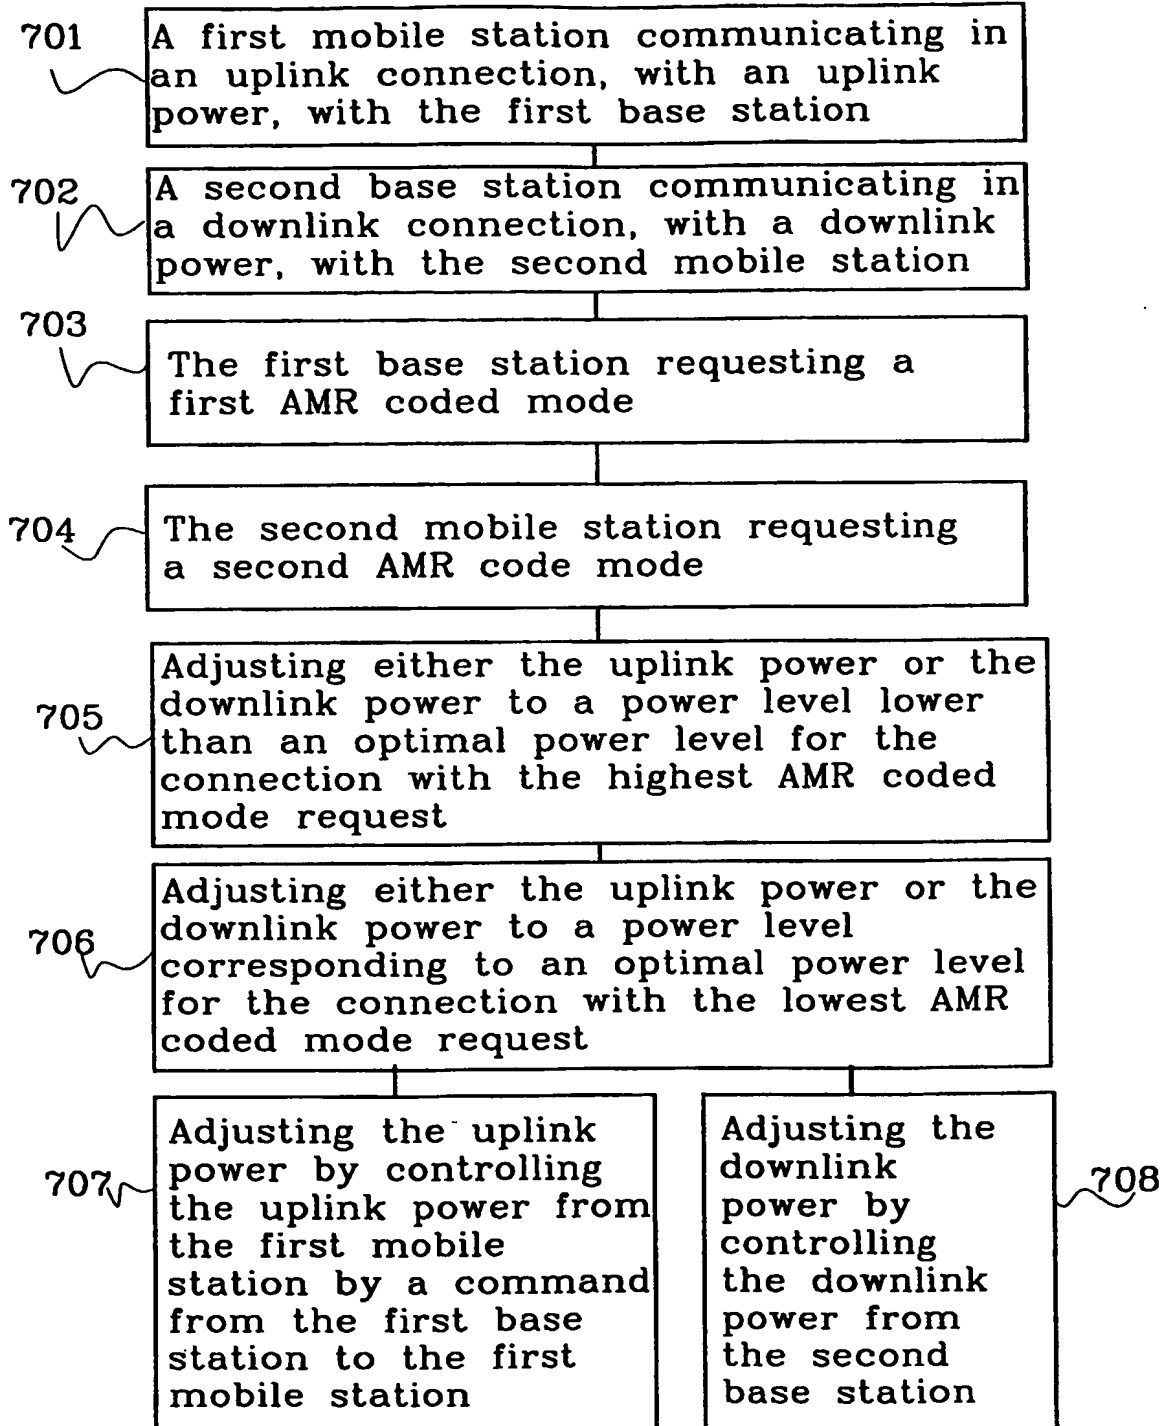 701
A first mobile station communicating in
an uplink connection, with an uplink
power, with the first base station
702
A second base station communicating in
a downlink connection, with a downlink
power, with the second mobile station
703
The first base station requesting a
first AMR coded mode
704
The second mobile station requesting
a second AMR code mode
705
Adjusting either the uplink power or the
downlink power to a power level lower
than an optimal power level for the
connection with the highest AMR coded
mode request
706
Adjusting either the uplink power or the
downlink power to a power level
corresponding to an optimal power level
for the connection with the lowest AMR
coded mode request
707
Adjusting the uplink
power by controlling
the uplink power from
the first mobile
station by a command
from the first base
station to the first
mobile station
708
Adjusting the
downlink
power by
controlling
the downlink
power from
the second
base station